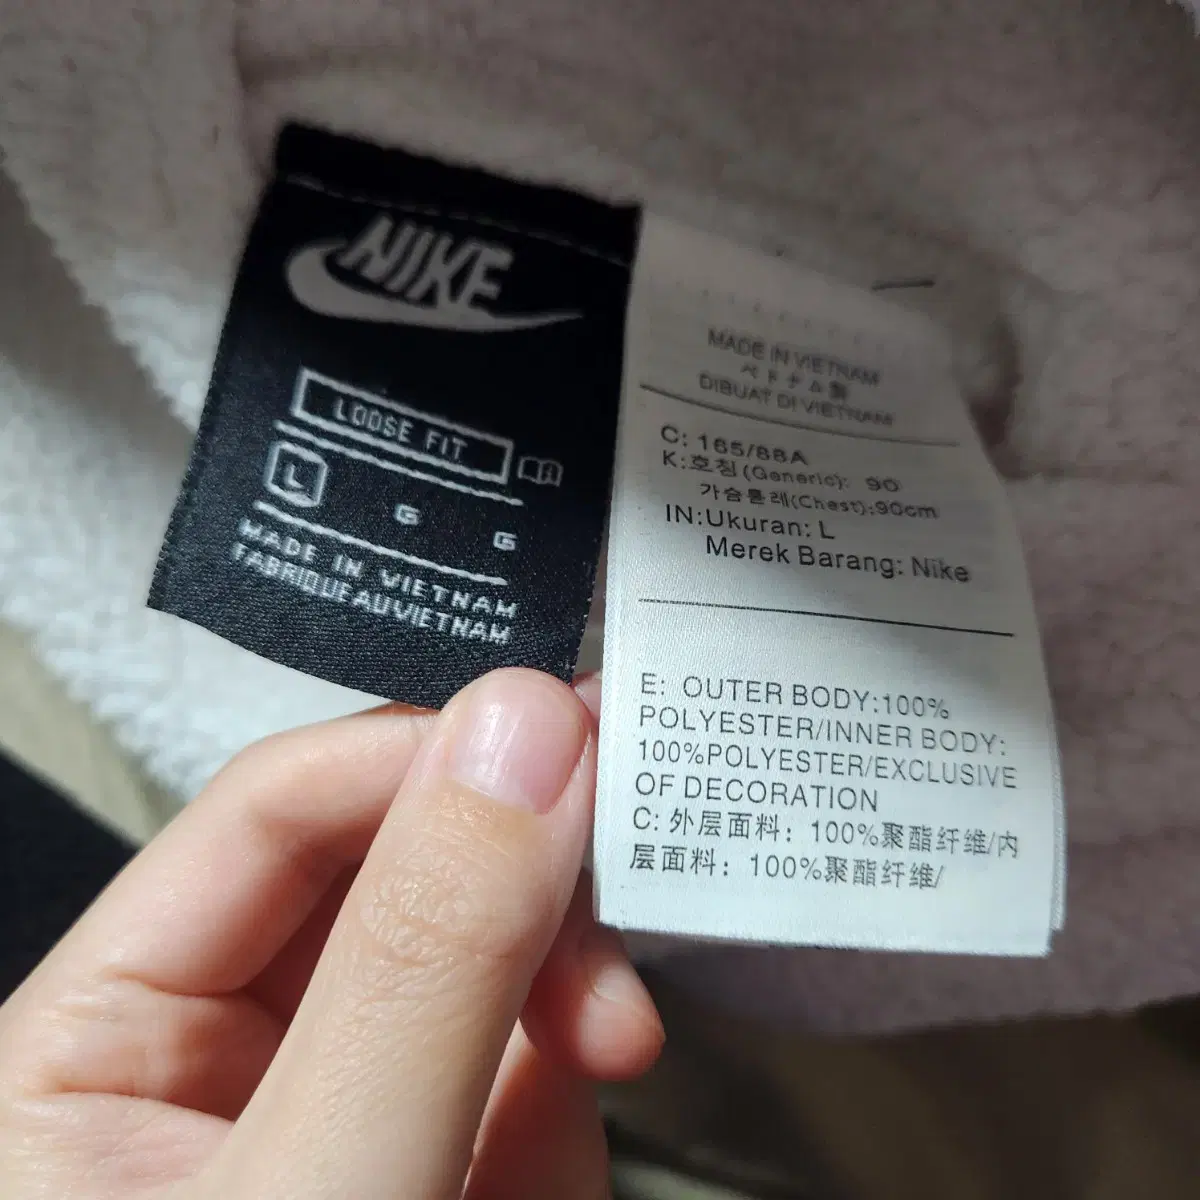 NIKE
LOOSE FIT
L G G
MADE IN VIETNAM
FABRIQUE AU VIETNAM
MADE IN VIETNAM
ベトナム製
DIBUAT DI VIETNAM
C: 165/88A
K:호칭(Generic): 90
가슴둘레(Chest):90cm
IN:Ukuran: L
Merek Barang: Nike
E: OUTER BODY:100%
POLYESTER/INNER BODY:
100%POLYESTER/EXCLUSIVE
OF DECORATION
C: 外层面料: 100%聚酯纤维/内
层面料: 100%聚酯纤维/